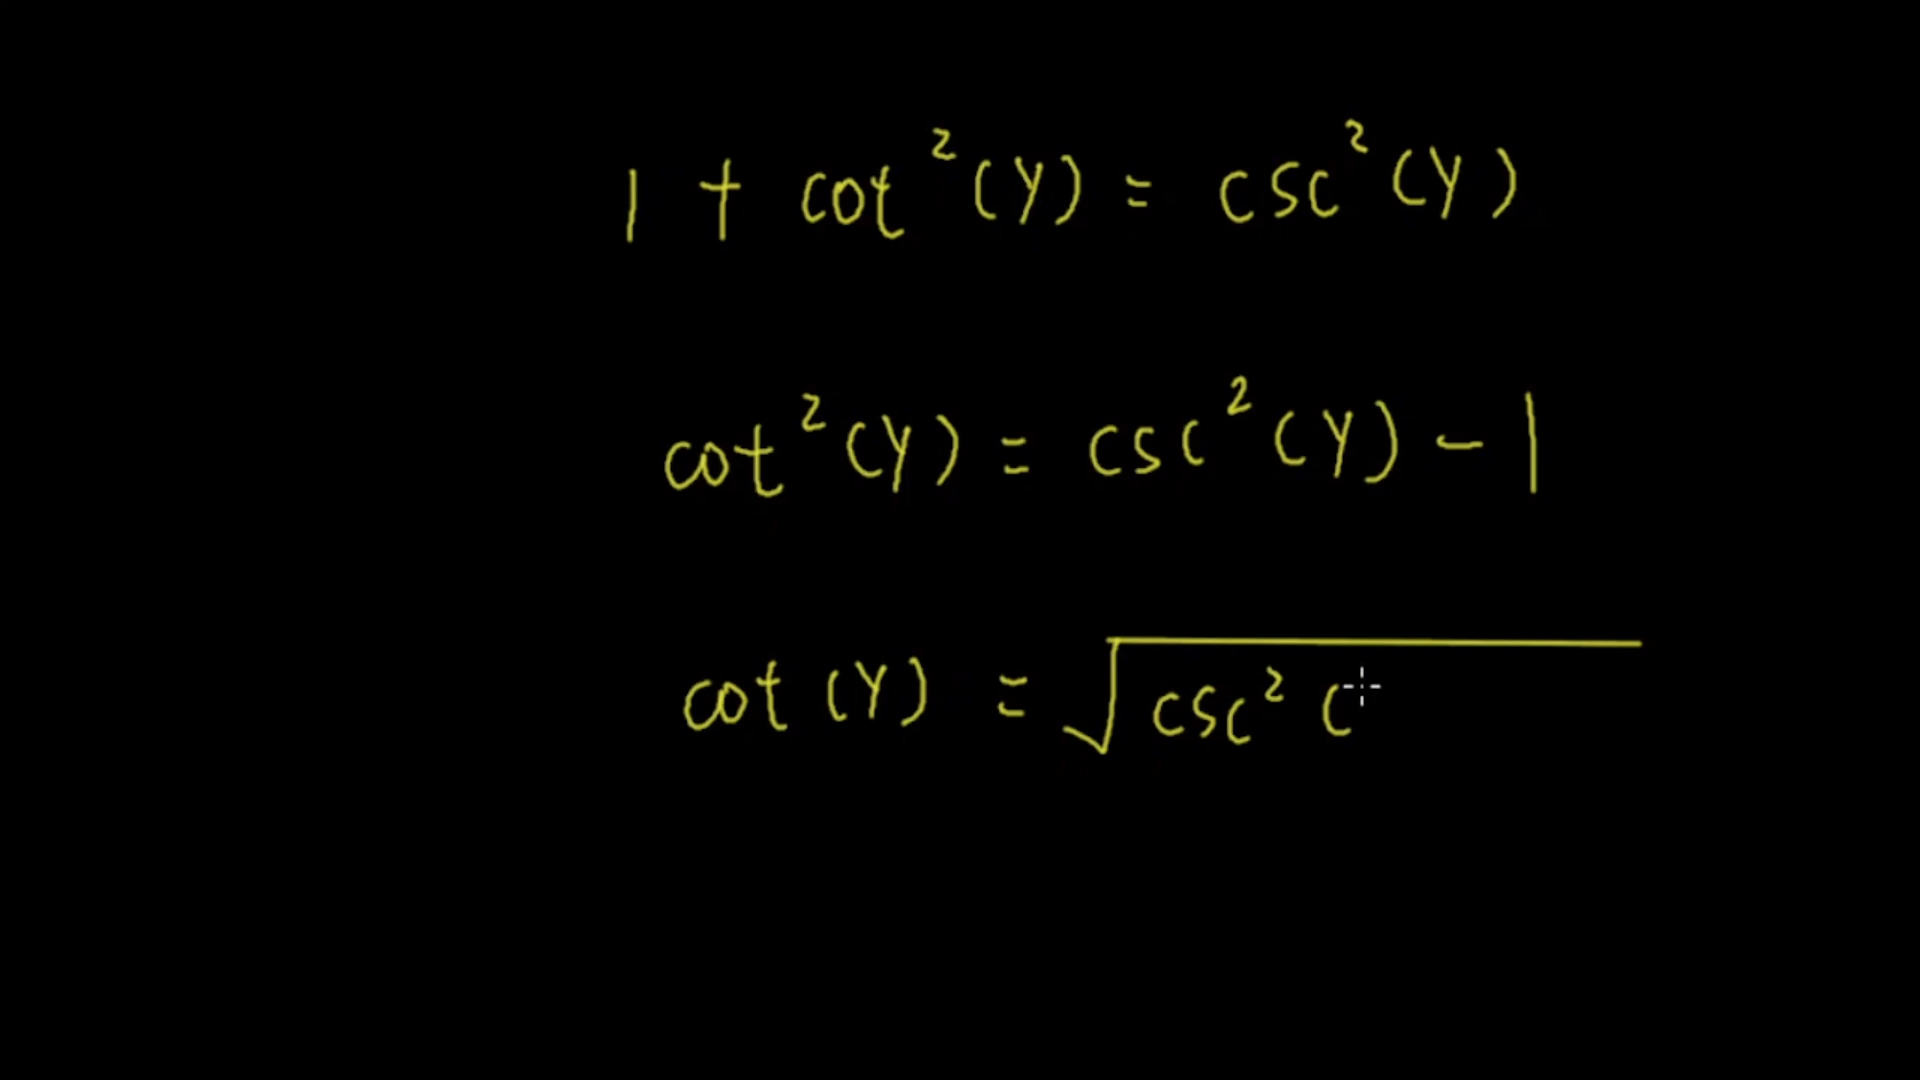 1 + cot²(y) = csc²(y)
cot²(y) = csc²(y) - 1
cot(y) = √csc²(